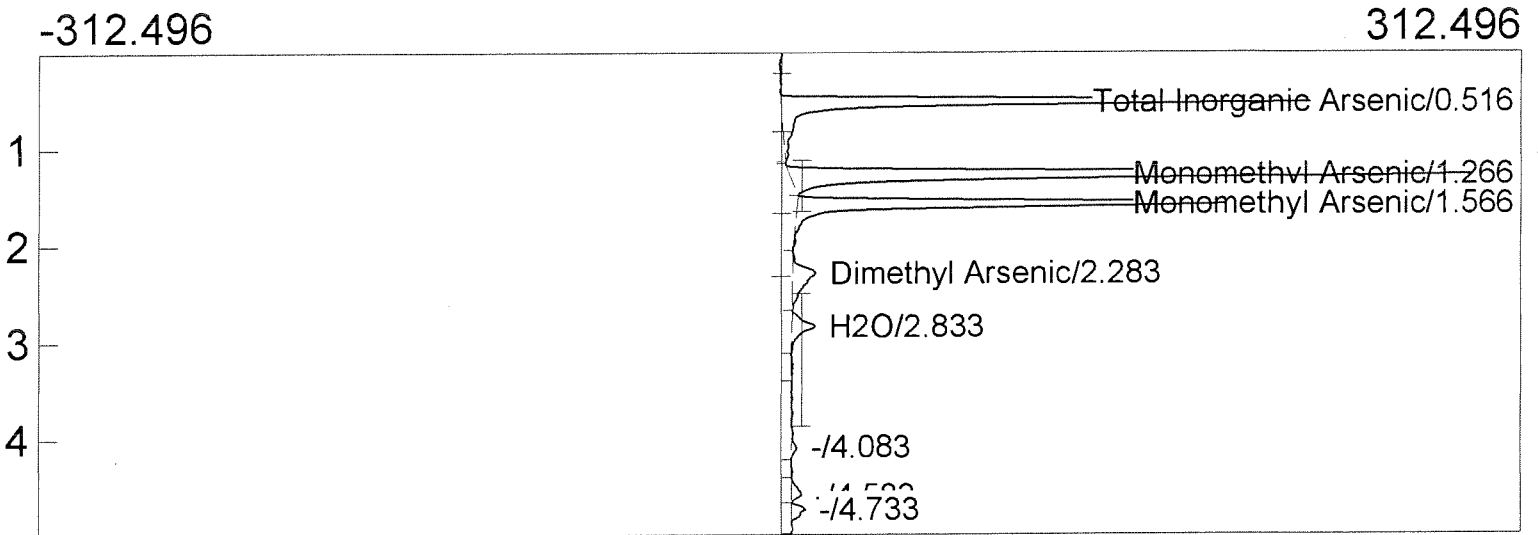 -312.496 312.496
Total Inorganic Arsenic/0.516
1
Monomethyl Arsenic/1.266
Monomethyl Arsenic/1.566
2
Dimethyl Arsenic/2.283
H2O/2.833
3
4
-/4.083
-/4.733